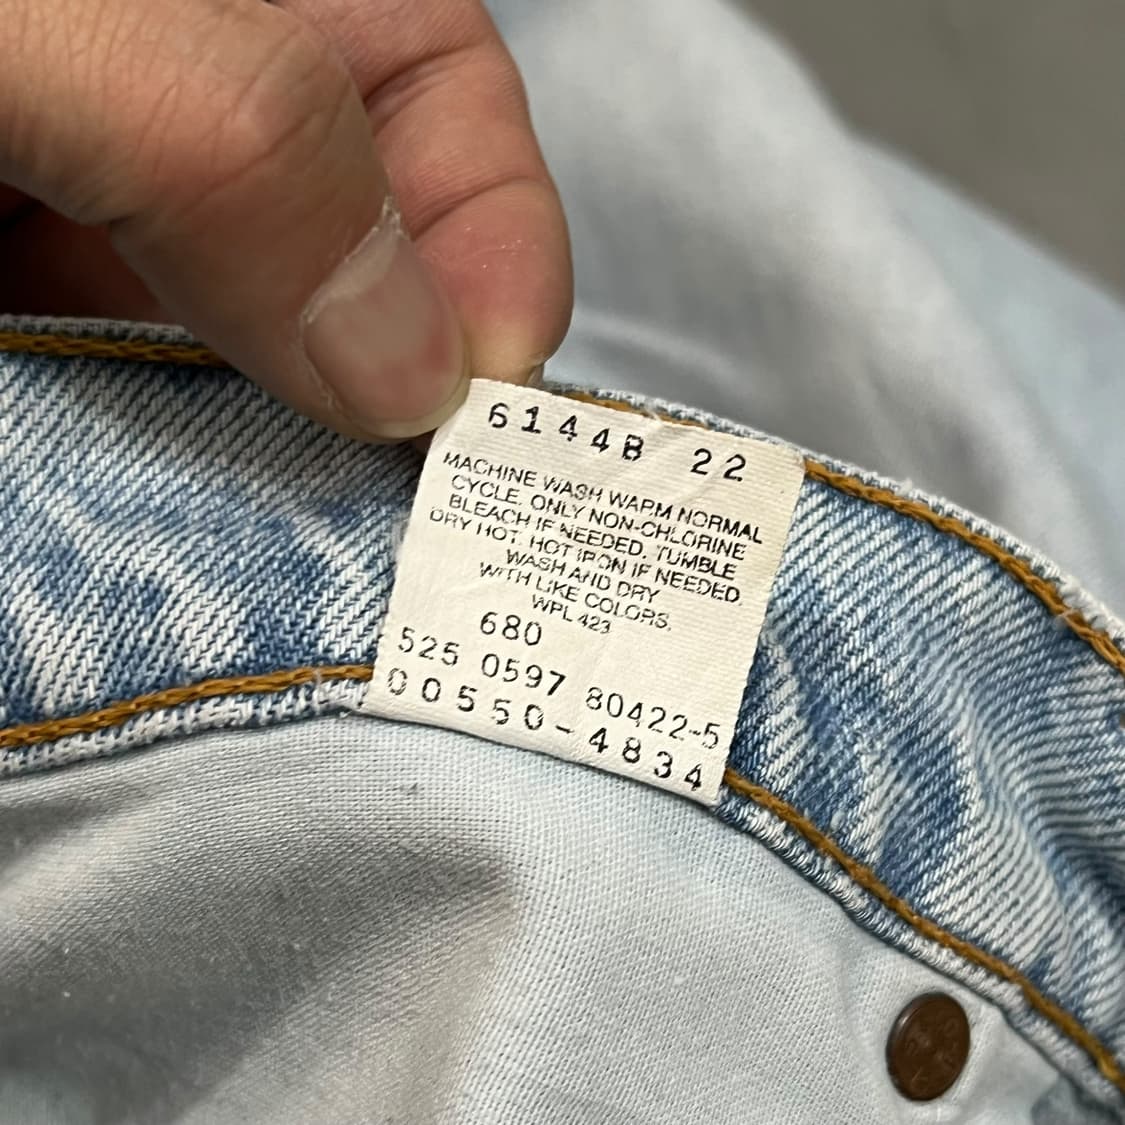 6144B 22
MACHINE WASH WARM NORMAL
CYCLE. ONLY NON-CHLORINE
BLEACH IF NEEDED. TUMBLE
DRY HOT. HOT IRON IF NEEDED.
WASH AND DRY
WITH LIKE COLORS.
WPL 423
680
525 0597 80422-5
00550-4834